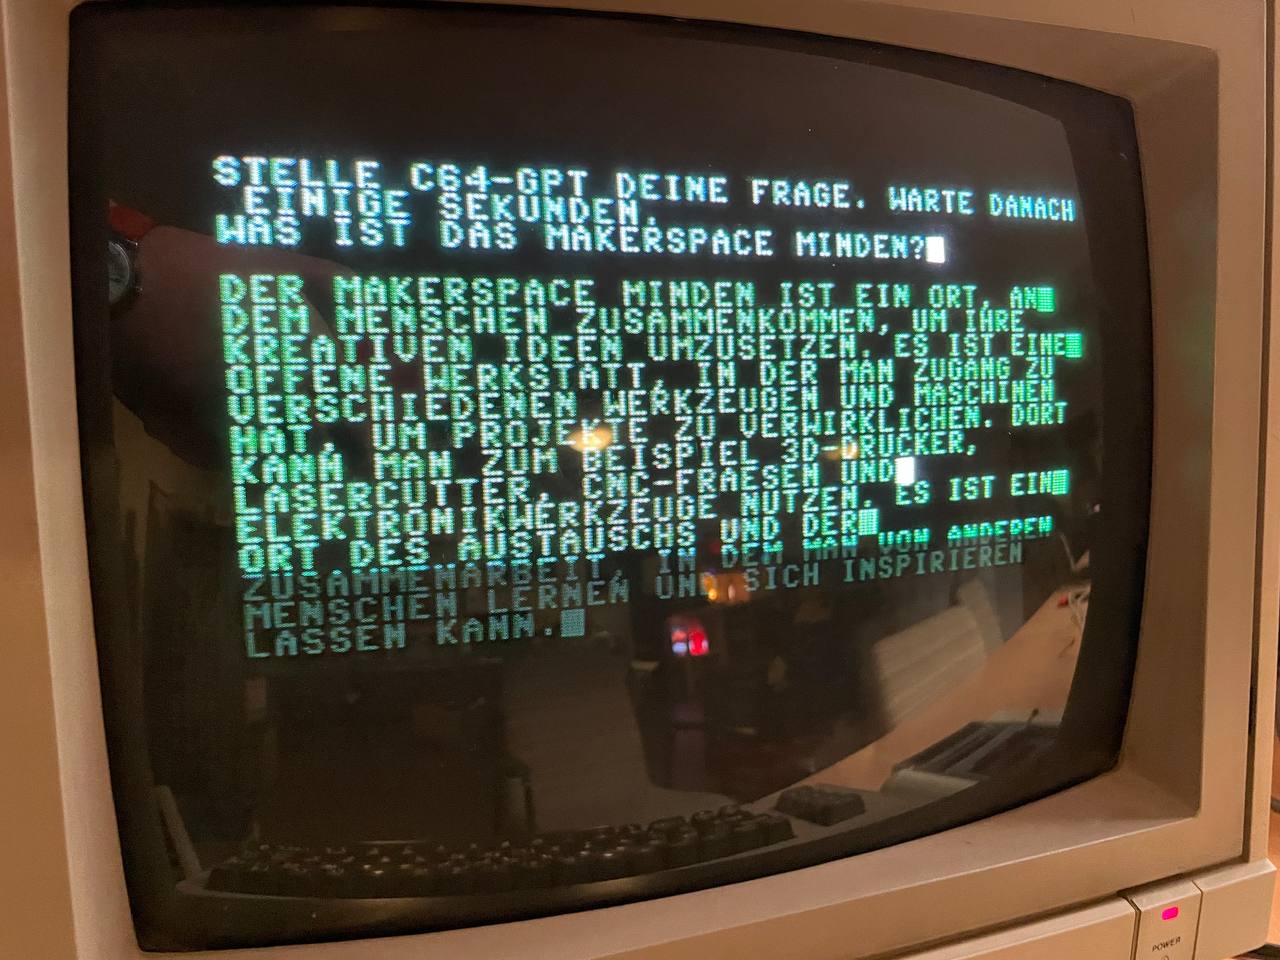 STELLE C64-GPT DEINE FRAGE. WARTE DANACH
EINIGE SEKUNDEN.
WAS IST DAS MAKERSPACE MINDEN?
DER MAKERSPACE MINDEN IST EIN ORT, AN
DEM MENSCHEN ZUSAMMENKOMMEN, UM IHRE
KREATIVEN IDEEN UMZUSETZEN. ES IST EINE
OFFENE WERKSTATT, IN DER MAN ZUGANG ZU
VERSCHIEDENEN WERKZEUGEN UND MASCHINEN
HAT, UM PROJEKTE ZU VERWIRKLICHEN. DORT
KANN MAN ZUM BEISPIEL 3D-DRUCKER,
LASERCUTTER, CNC-FRAESEN UND
ELEKTRONIKWERKZEUGE NUTZEN. ES IST EIN
ORT DES AUSTAUSCHS UND DER
ZUSAMMENARBEIT, IN DEM MAN VON ANDEREN
MENSCHEN LERNEN UND SICH INSPIRIEREN
LASSEN KANN.
POWER